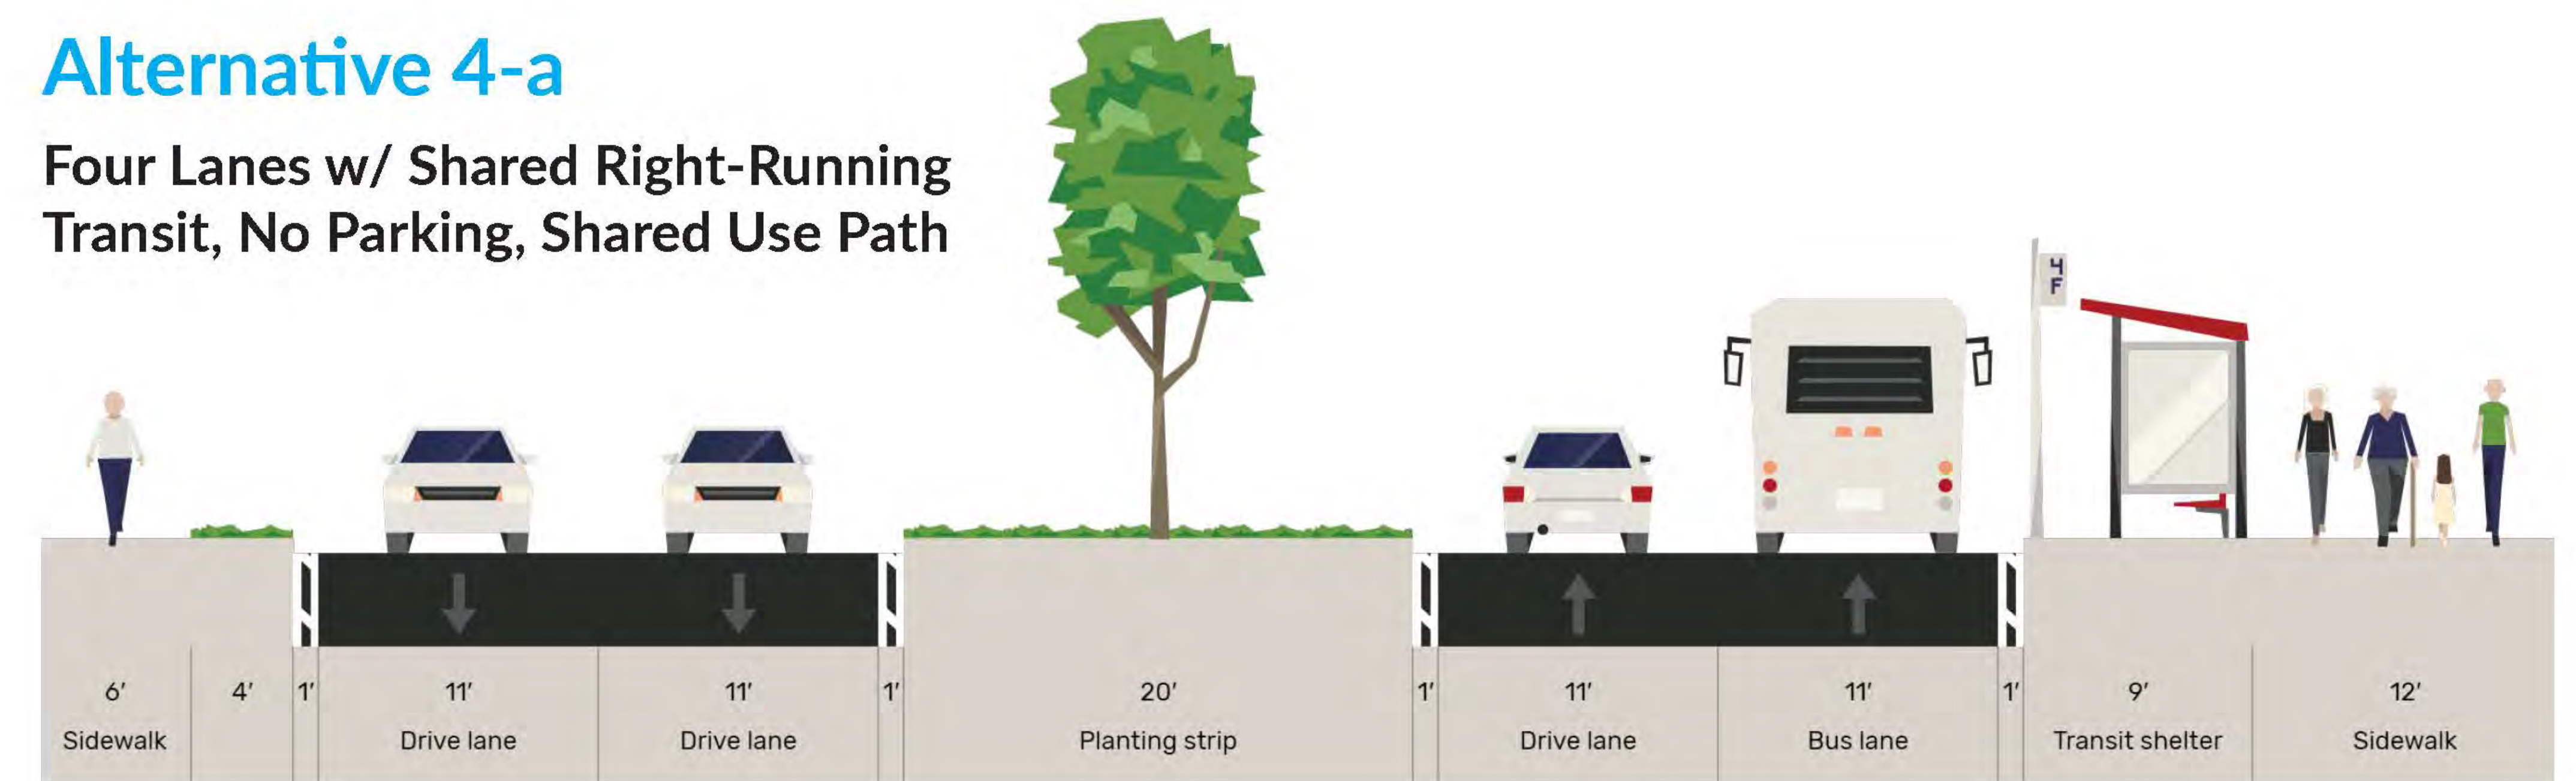 Alternative 4-a
Four Lanes w/ Shared Right-Running
Transit, No Parking, Shared Use Path
4
F
6′ 4′ 1′ 11′ 11′ 1′ 20′ 1′ 11′ 11′ 1′ 9′ 12′
Sidewalk Drive lane Drive lane Planting strip Drive lane Bus lane Transit shelter Sidewalk